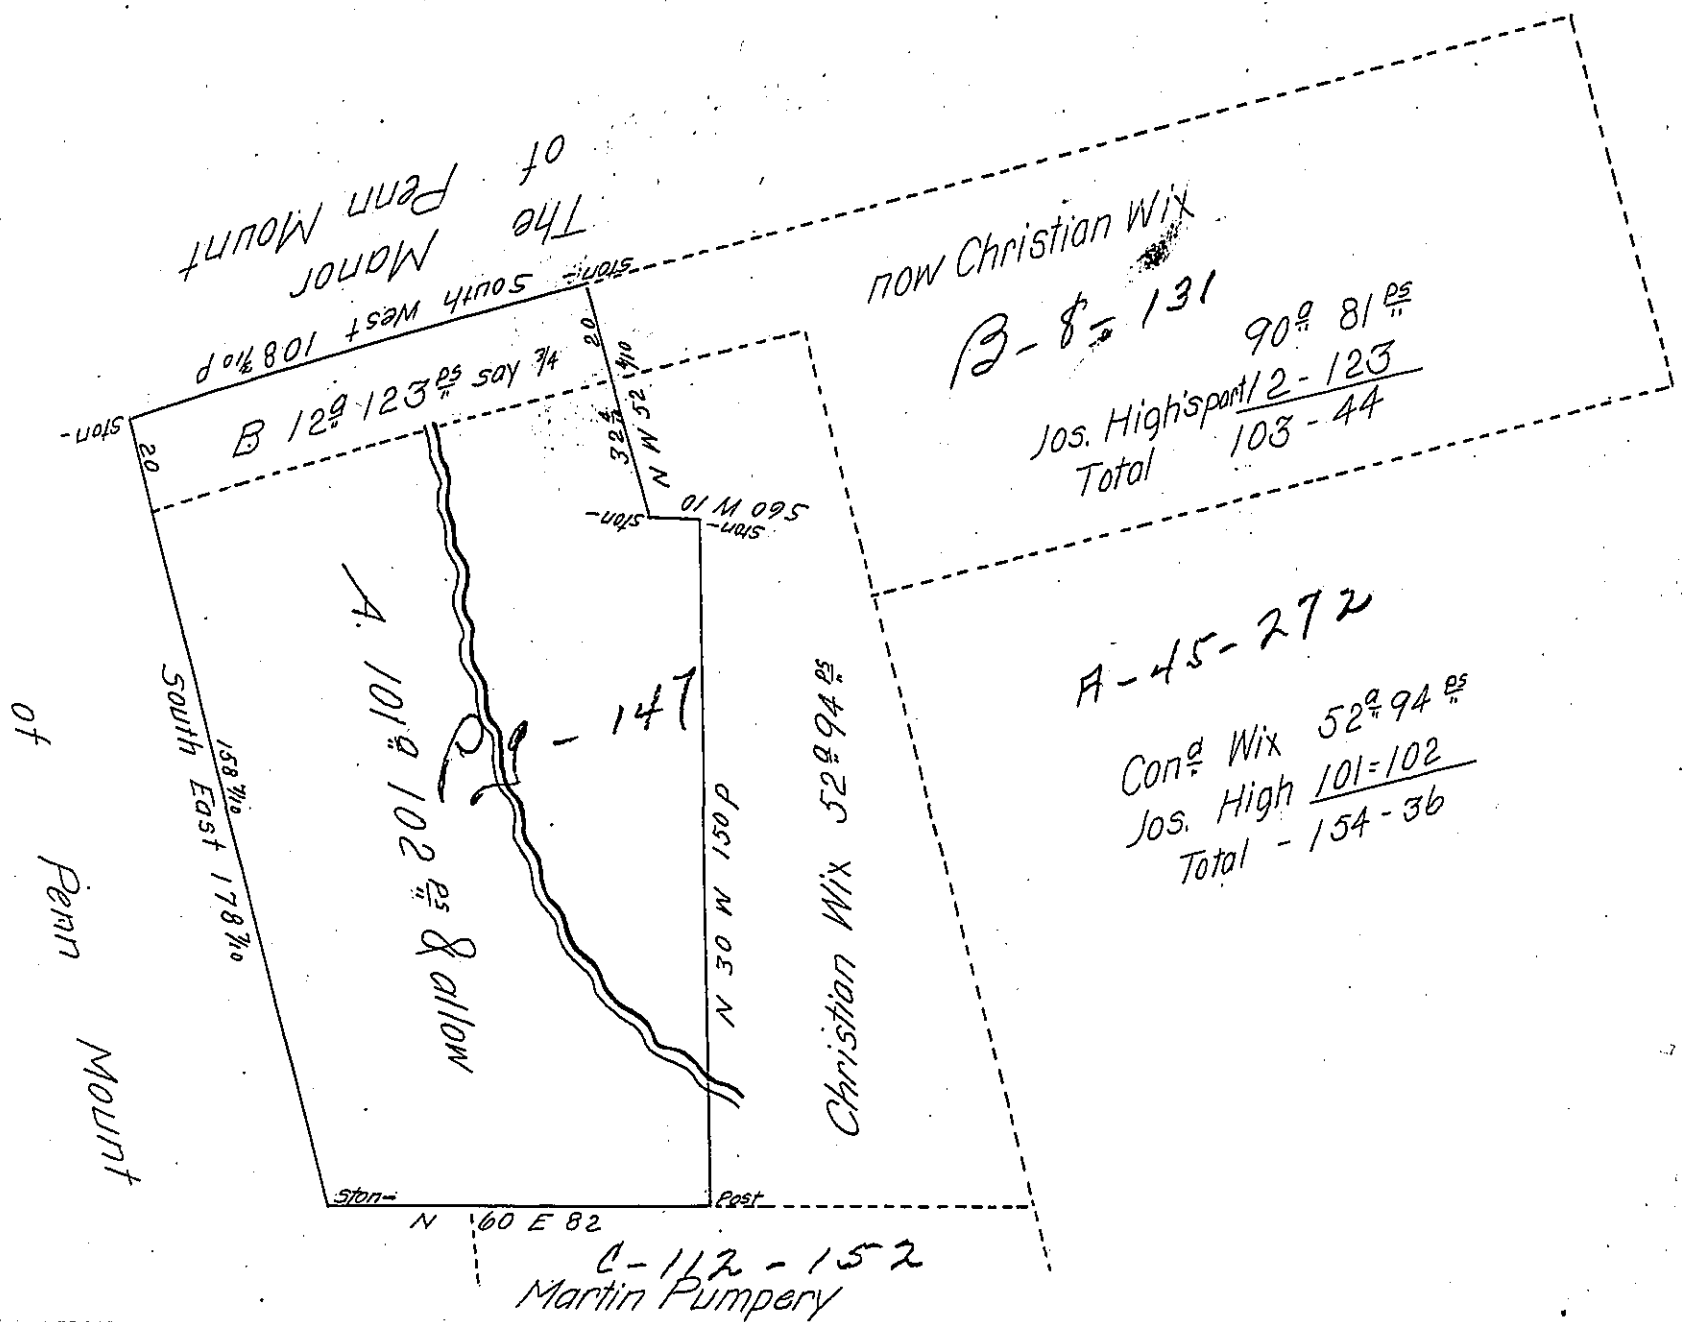 The
Manor
of
Penn Mount
South West 108 7/10 P
Ston-
Ston-
20
B 12a 123ps say 3/4
20
32 4/10
N W 52 4/10
Ston-
S60 W 10
Ston-
now Christian Wix
B-8=131
90a 81ps
Jos. High's part 12-123
Total 103-44
A-45-272
Cond Wix 52a 94ps
Jos. High 101=102
Total - 154-36
A. 101a 102ps & allow
- 147
N 30 W 150 P
Christian Wix 52a 94ps
158 7/10
South East 178 7/10
of Penn Mount
Ston-
Post
N 60 E 82
C-112-152
Martin Pumpery